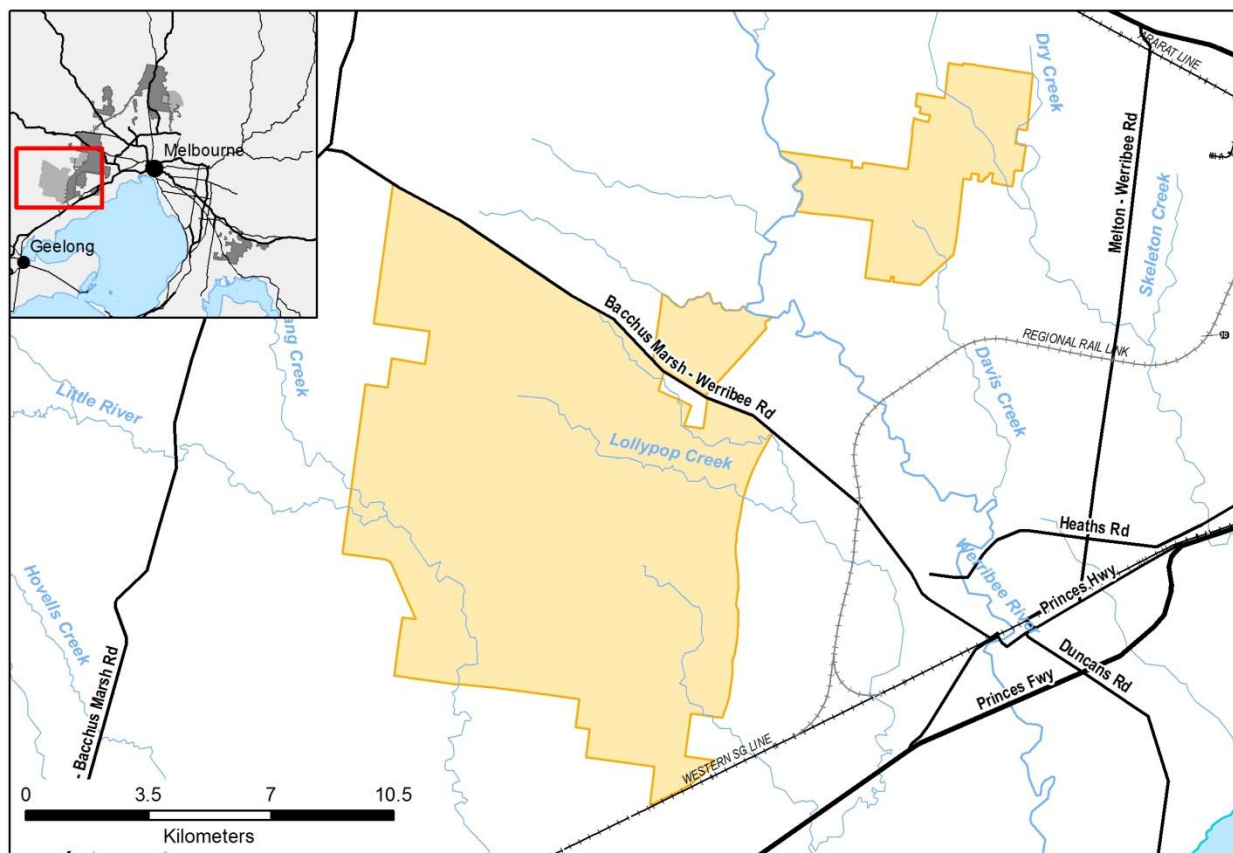 Melbourne
Geelong
ARARAT LINE
Dry Creek
Melton - Werribee Rd
Skeleton Creek
Bacchus Marsh - Werribee Rd
REGIONAL RAIL LINK
ang Creek
Little River
Davis Creek
Lollypop Creek
Heaths Rd
Hovells Creek
Werribee River
Princes Hwy
Duncans Rd
- Bacchus Marsh Rd
Princes Fwy
WESTERN SG LINE
0 3.5 7 10.5
Kilometers